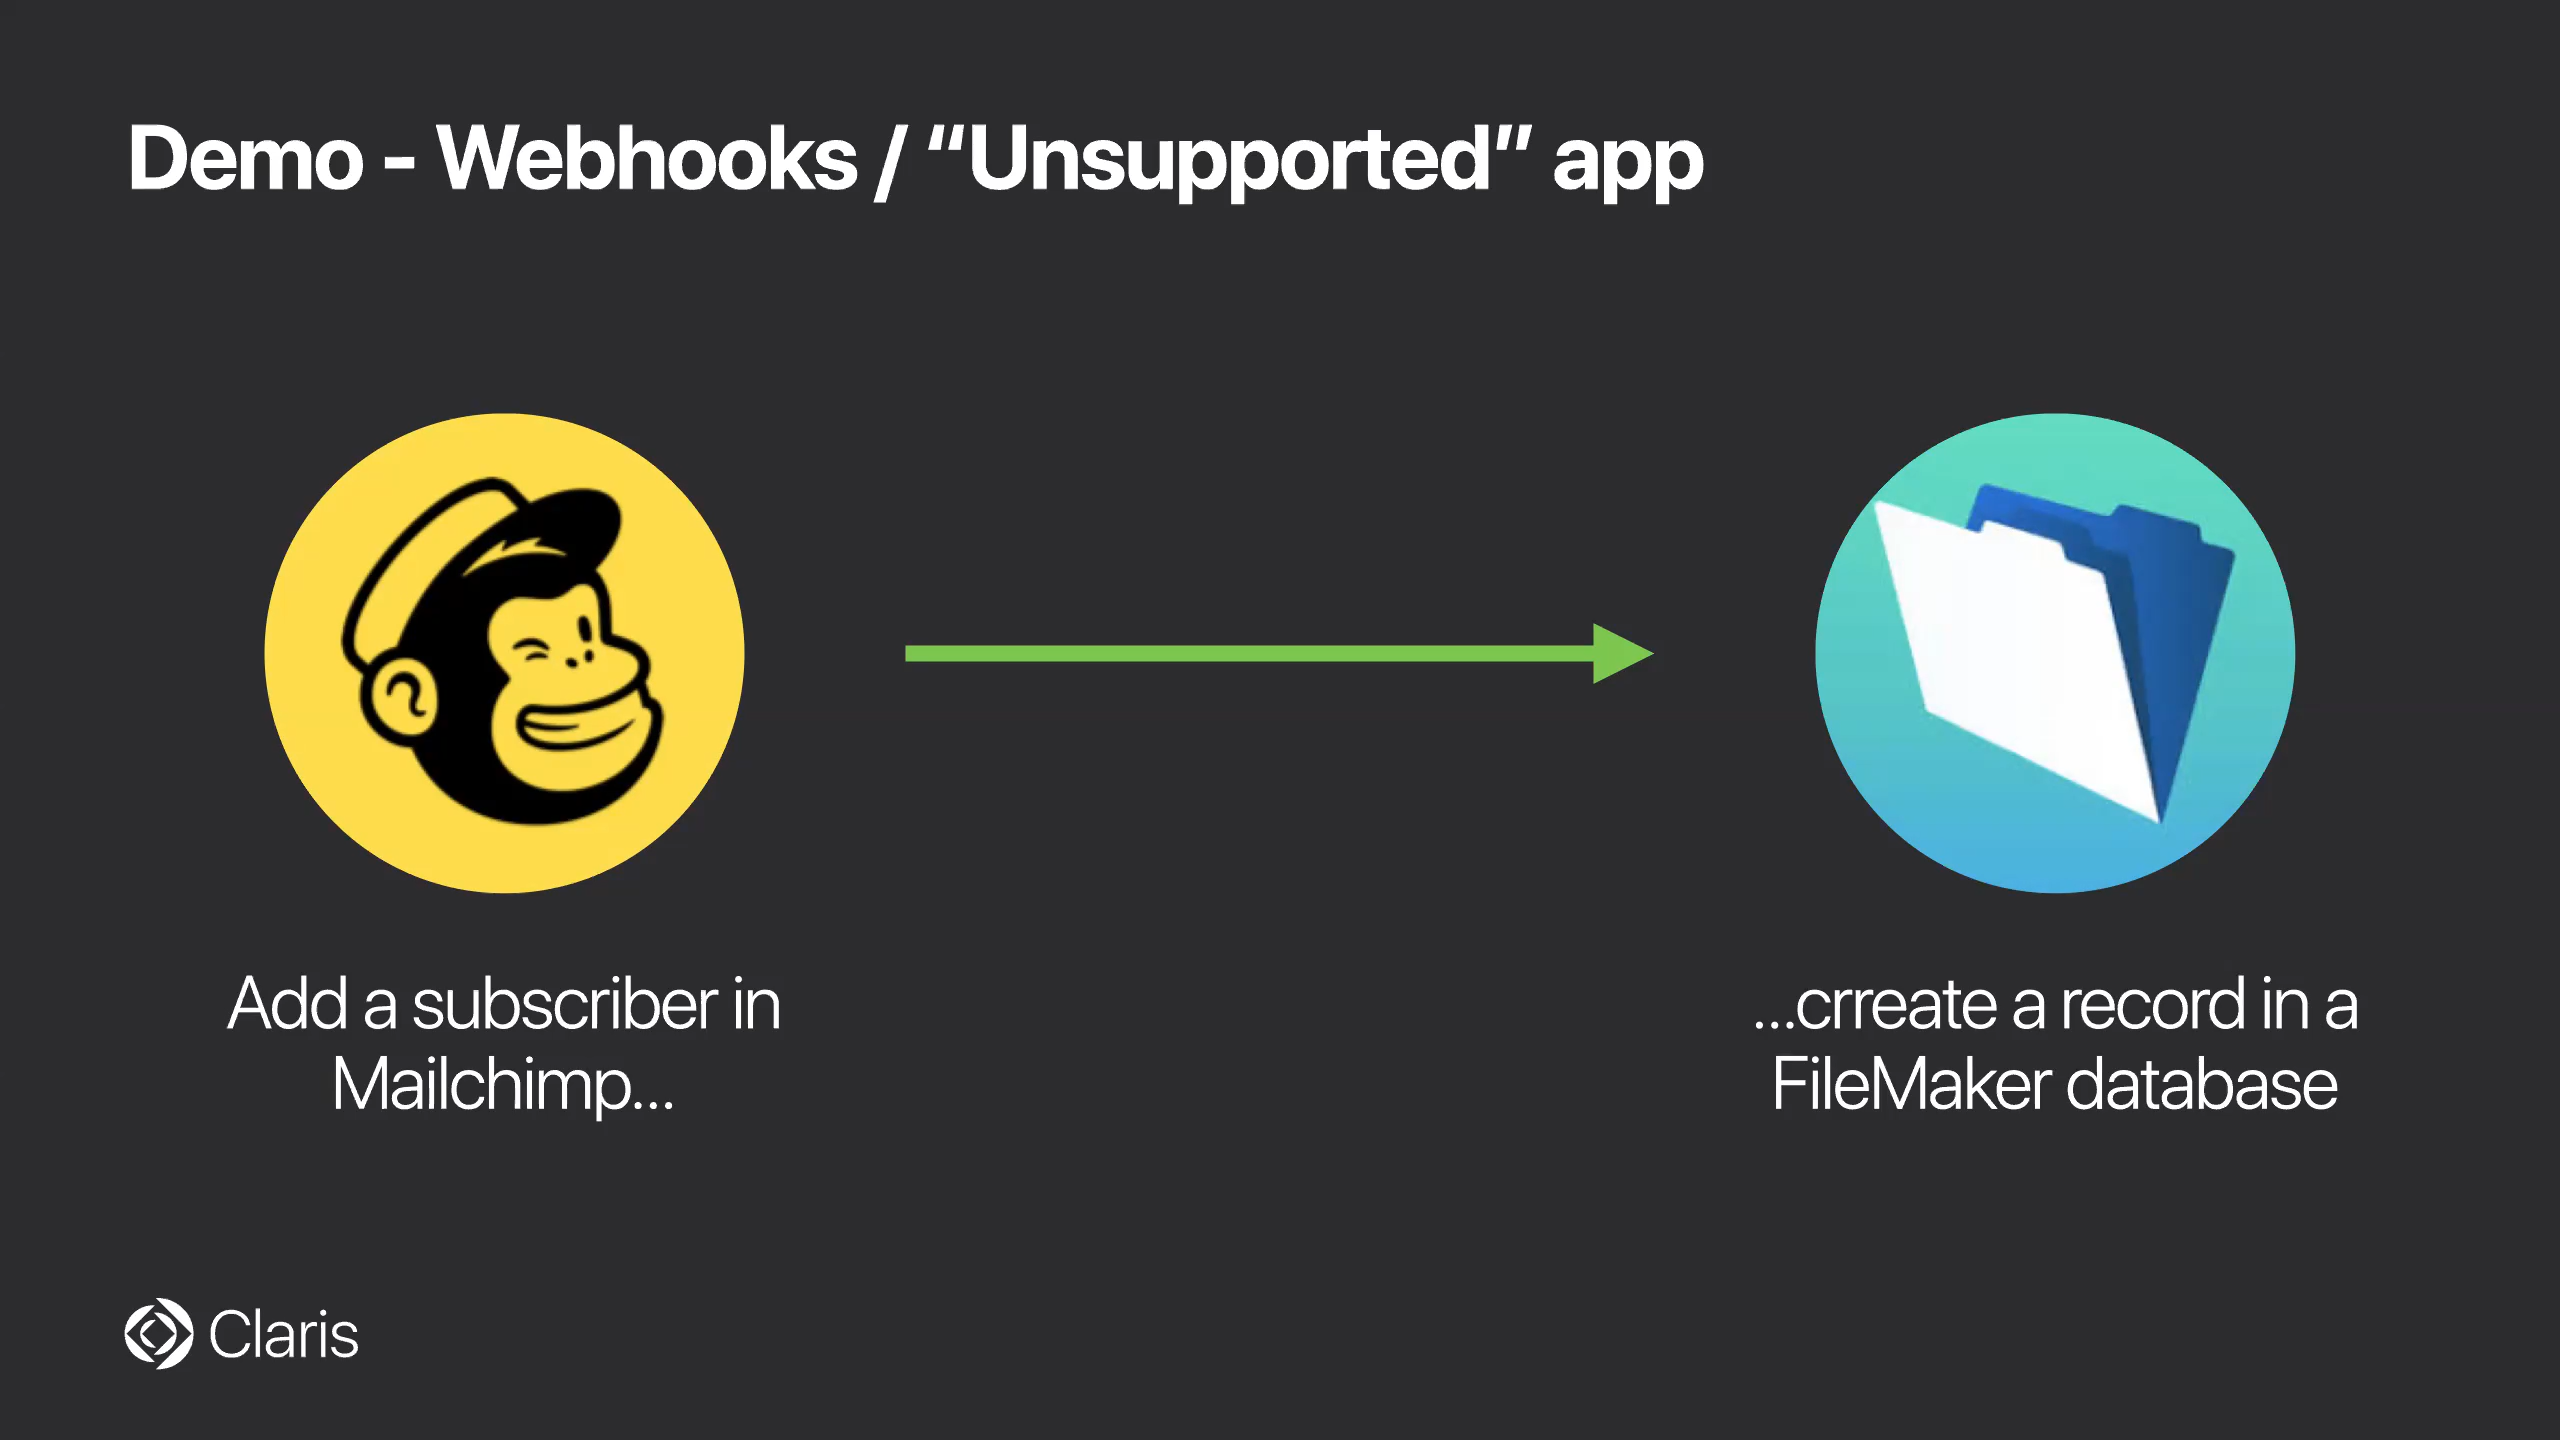 Demo - Webhooks / “Unsupported” app
Add a subscriber in
Mailchimp...
...crreate a record in a
FileMaker database
Claris